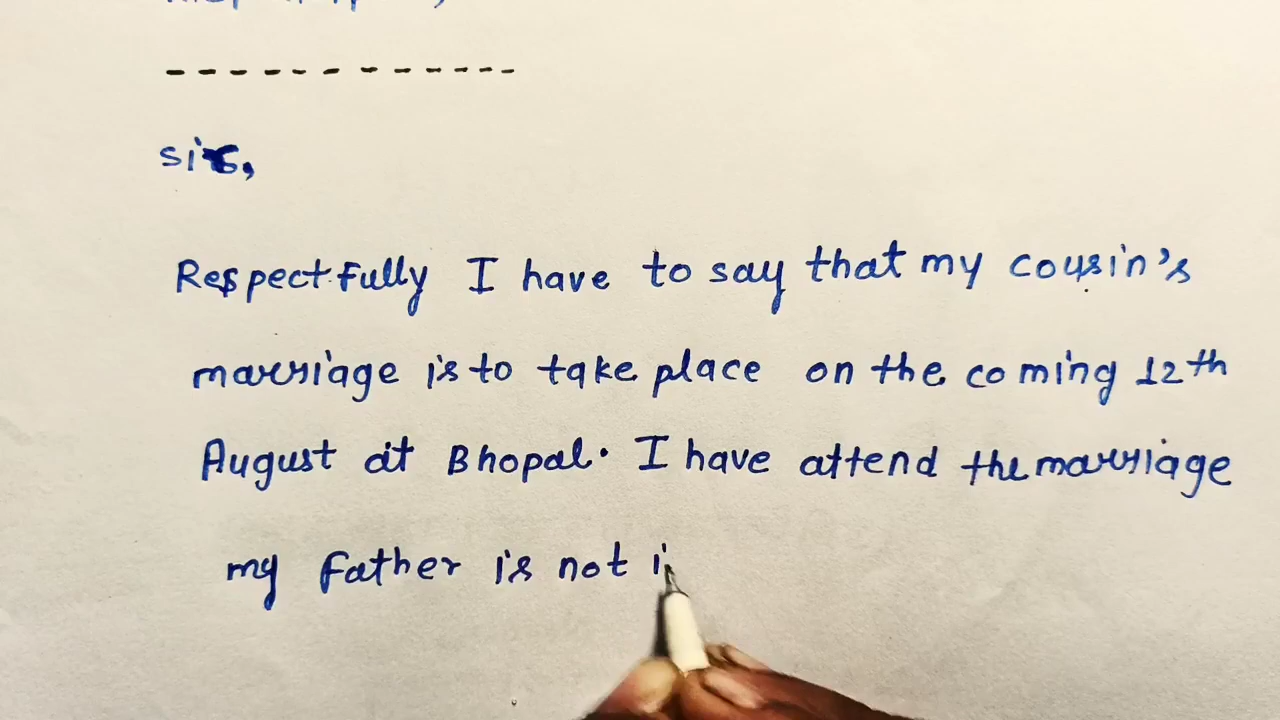 ------------
sir,
Respectfully I have to say that my cousin's
marriage is to take place on the coming 12th
August at Bhopal. I have attend the marriage
my father is not i